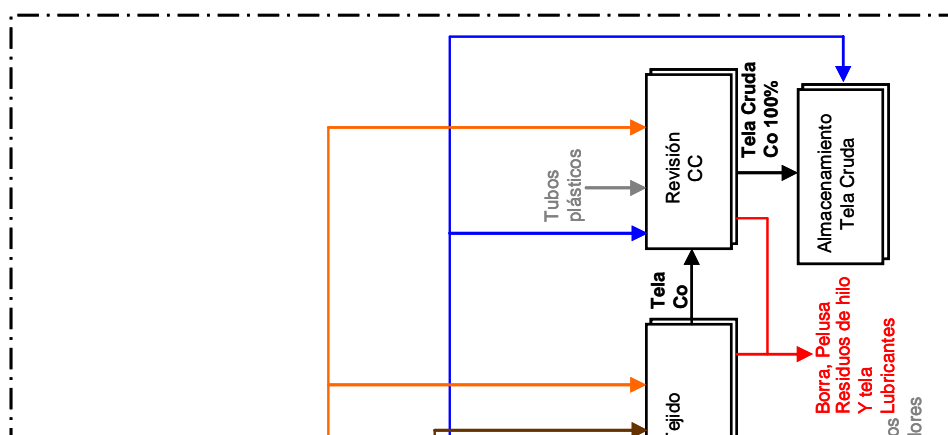 Tubos
plásticos
Revisión
CC
Tela Cruda
Co 100%
Almacenamiento
Tela Cruda
Tela
Co
Borra, Pelusa
Residuos de hilo
Y tela
Lubricantes